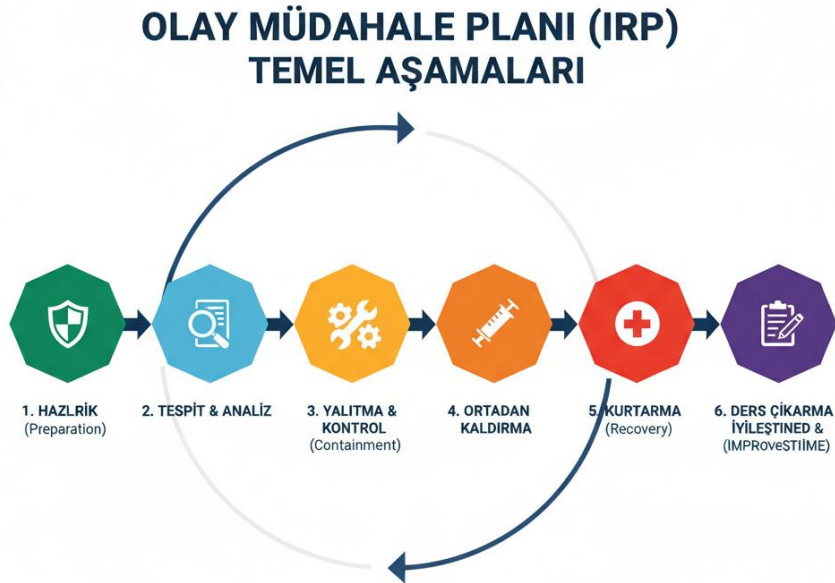 OLAY MÜDAHALE PLANI (IRP)
TEMEL AŞAMALARI
1. HAZLRİK
(Preparation)
2. TESPİT & ANALİZ
3. YALITMA &
KONTROL
(Containment)
4. ORTADAN
KALDIRMA
5. KURTARMA
(Recovery)
6. DERS ÇIKARMA
İYİLEŞTINED &
(IMPROveSTİİME)